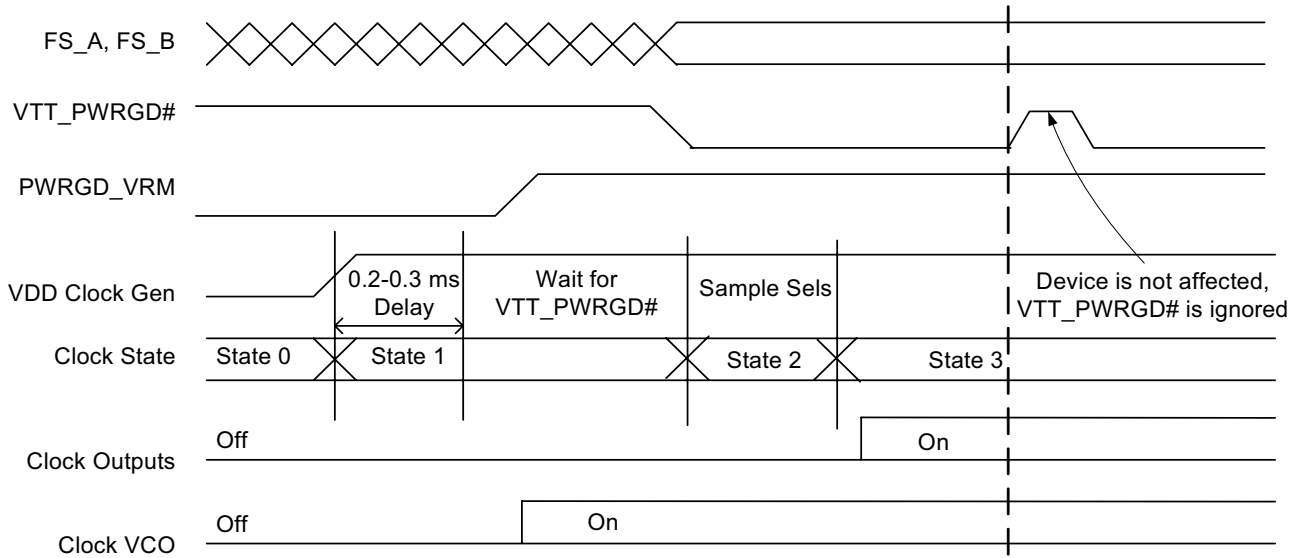 FS_A, FS_B
VTT_PWRGD#
PWRGD_VRM
VDD Clock Gen
0.2-0.3 ms
Delay
Wait for
VTT_PWRGD#
Sample Sels
Device is not affected,
VTT_PWRGD# is ignored
Clock State
State 0
State 1
State 2
State 3
Clock Outputs
Off
On
Clock VCO
Off
On